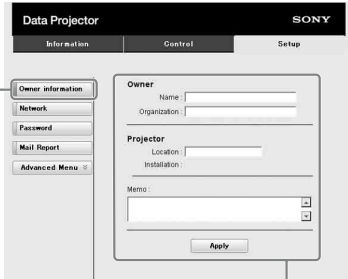 Data Projector
SONY
Information
Control
Setup
Owner information
Network
Password
Mail Report
Advanced Menu
Owner
Name :
Organization :
Projector
Location :
Installation :
Memo :
Apply